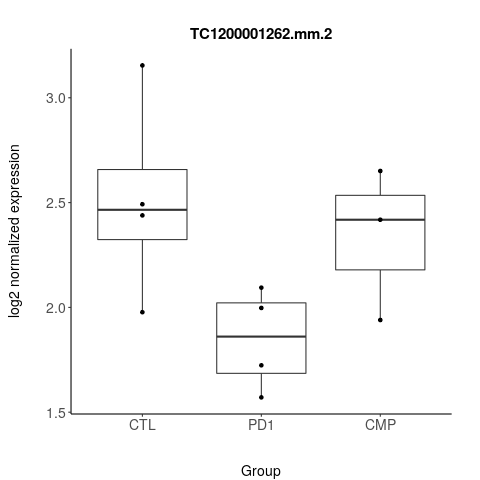 TC1200001262.mm.2
log2 normalized expression
3.0
2.5
2.0
1.5
CTL PD1 CMP
Group